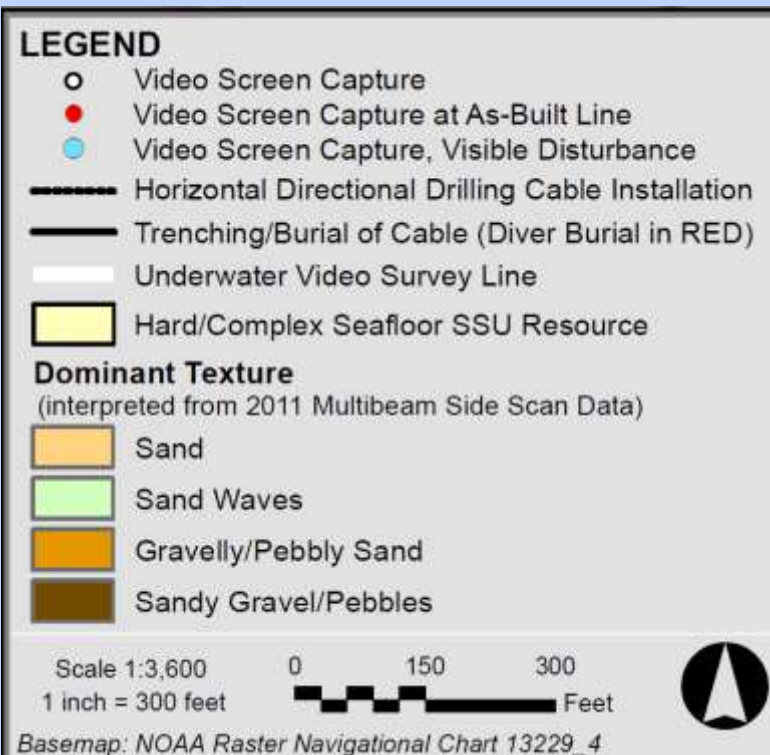 LEGEND
Video Screen Capture
Video Screen Capture at As-Built Line
Video Screen Capture, Visible Disturbance
Horizontal Directional Drilling Cable Installation
Trenching/Burial of Cable (Diver Burial in RED)
Underwater Video Survey Line
Hard/Complex Seafloor SSU Resource
Dominant Texture
(interpreted from 2011 Multibeam Side Scan Data)
Sand
Sand Waves
Gravelly/Pebbly Sand
Sandy Gravel/Pebbles
Scale 1:3,600
1 inch = 300 feet
0 150 300
Feet
Basemap: NOAA Raster Navigational Chart 13229_4